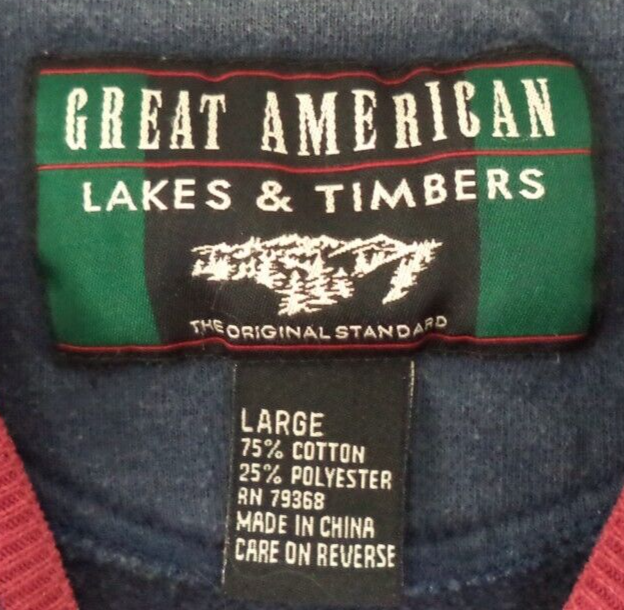 GREAT AMERICAN
LAKES & TIMBERS
THE ORIGINAL STANDARD
LARGE
75% COTTON
25% POLYESTER
RN 79368
MADE IN CHINA
CARE ON REVERSE